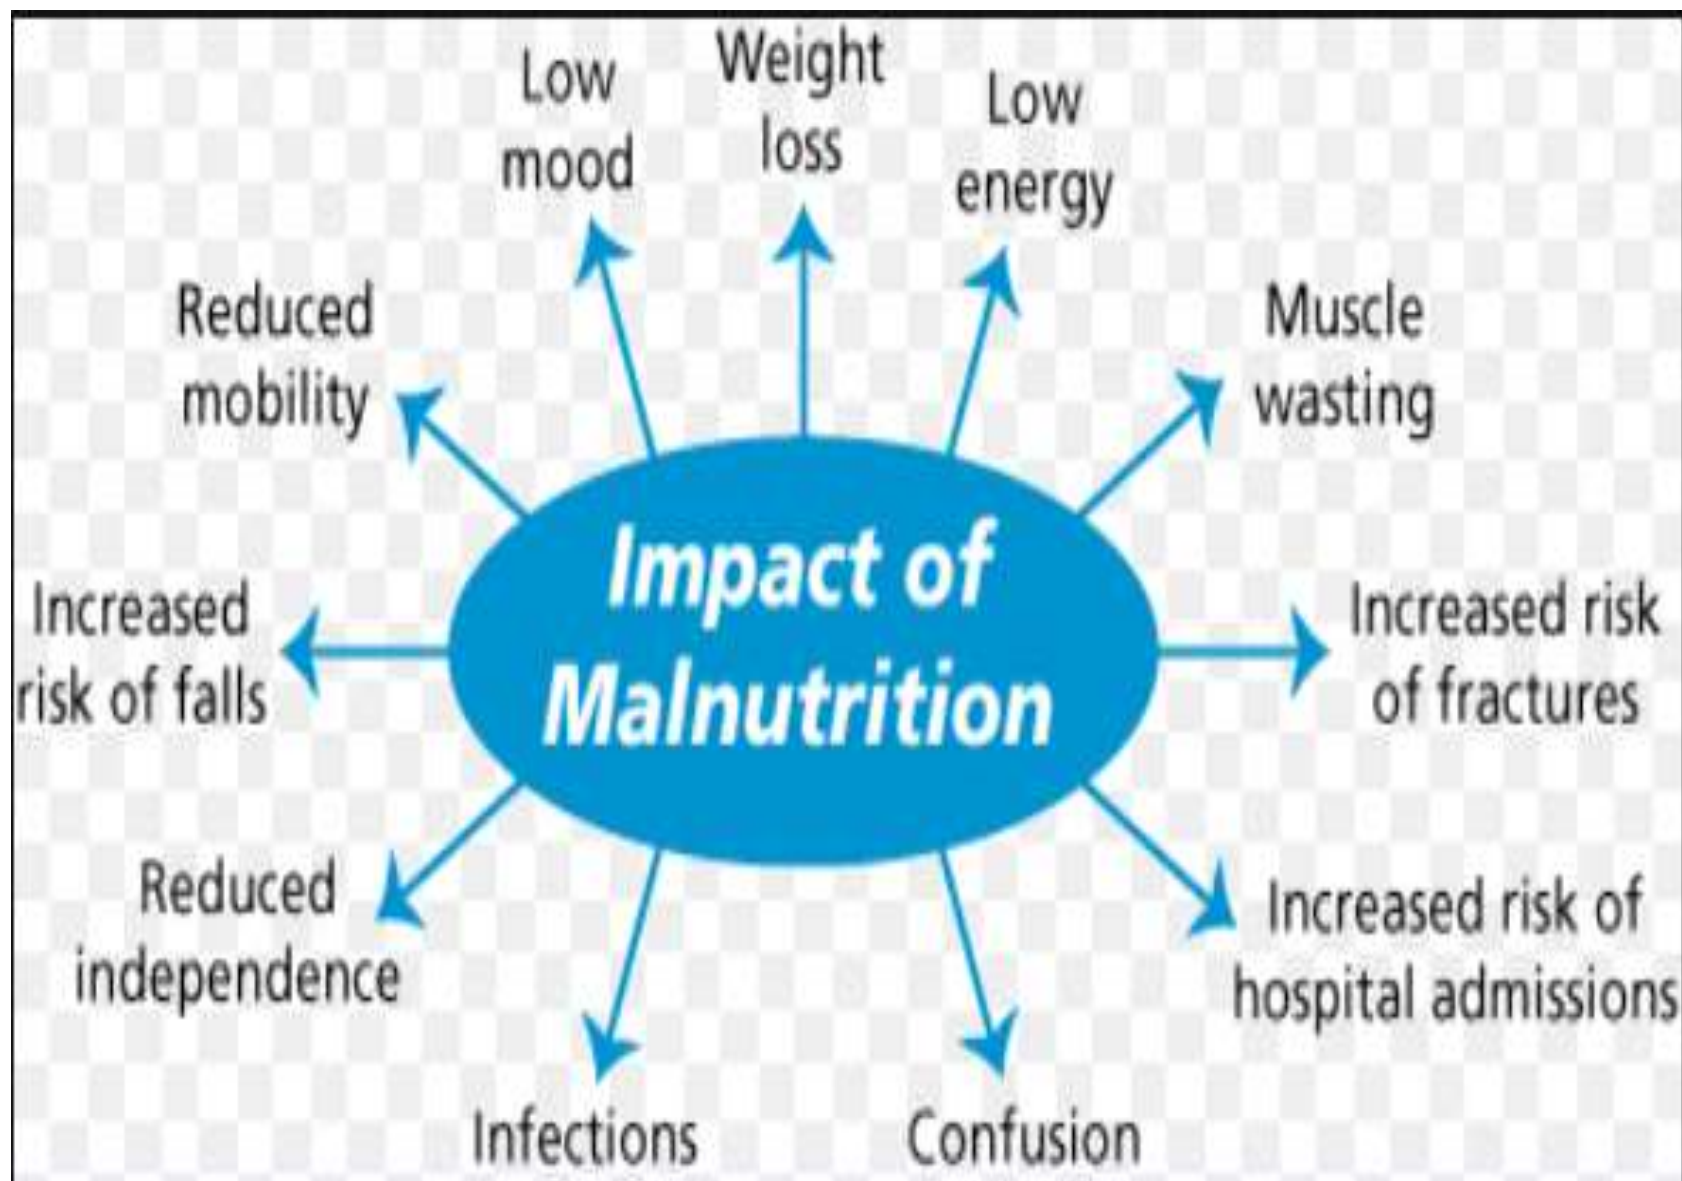 Low
mood
Weight
loss
Low
energy
Reduced
mobility
Muscle
wasting
Impact of
Malnutrition
Increased
risk of falls
Increased risk
of fractures
Reduced
independence
Increased risk of
hospital admissions
Infections
Confusion